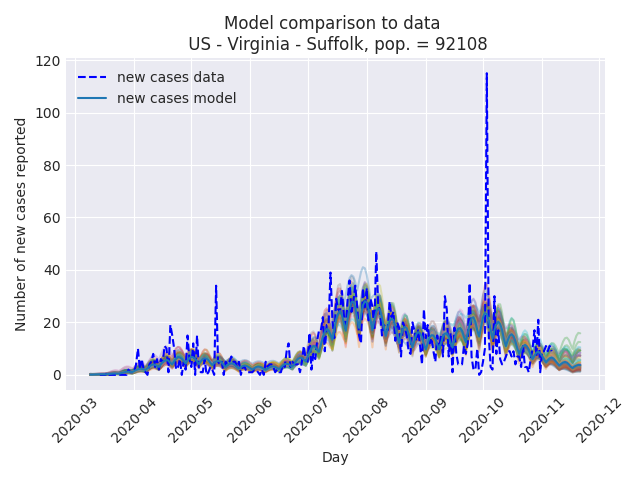 Model comparison to data
US - Virginia - Suffolk, pop. = 92108
new cases data
new cases model
Number of new cases reported
120
100
80
60
40
20
0
2020-03
2020-04
2020-05
2020-06
2020-07
2020-08
2020-09
2020-10
2020-11
2020-12
Day